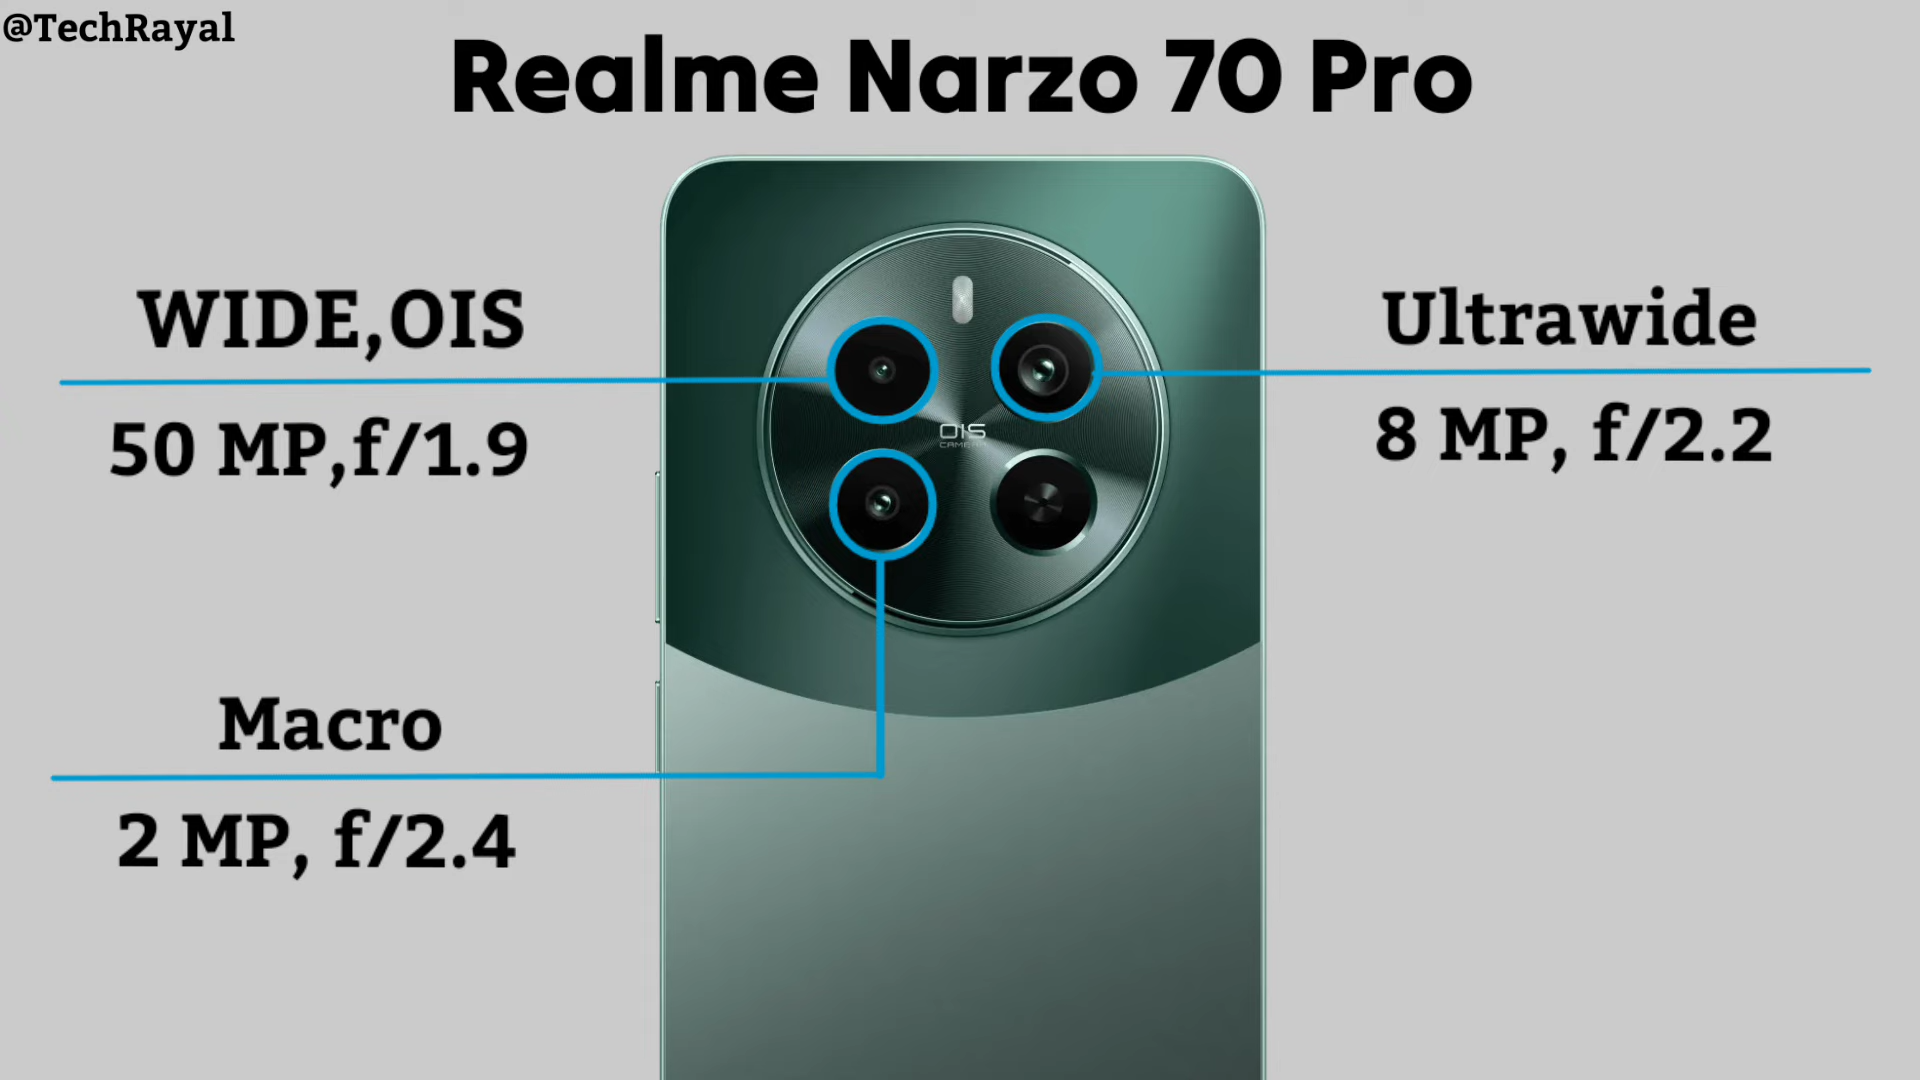 @TechRayal
Realme Narzo 70 Pro
WIDE,OIS
50 MP,f/1.9
Ultrawide
8 MP, f/2.2
OIS
CAMERA
Macro
2 MP, f/2.4